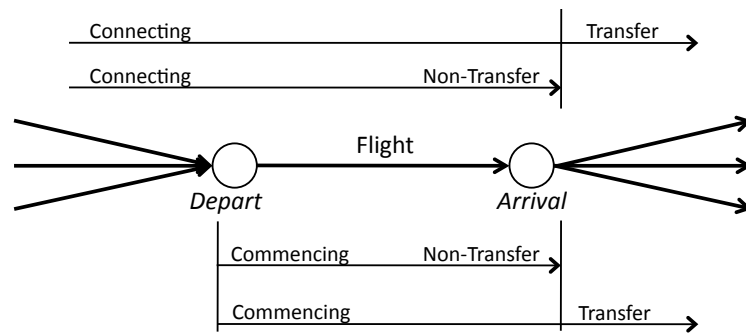 Connecting Transfer
Connecting Non-Transfer
Flight
Depart Arrival
Commencing Non-Transfer
Commencing Transfer